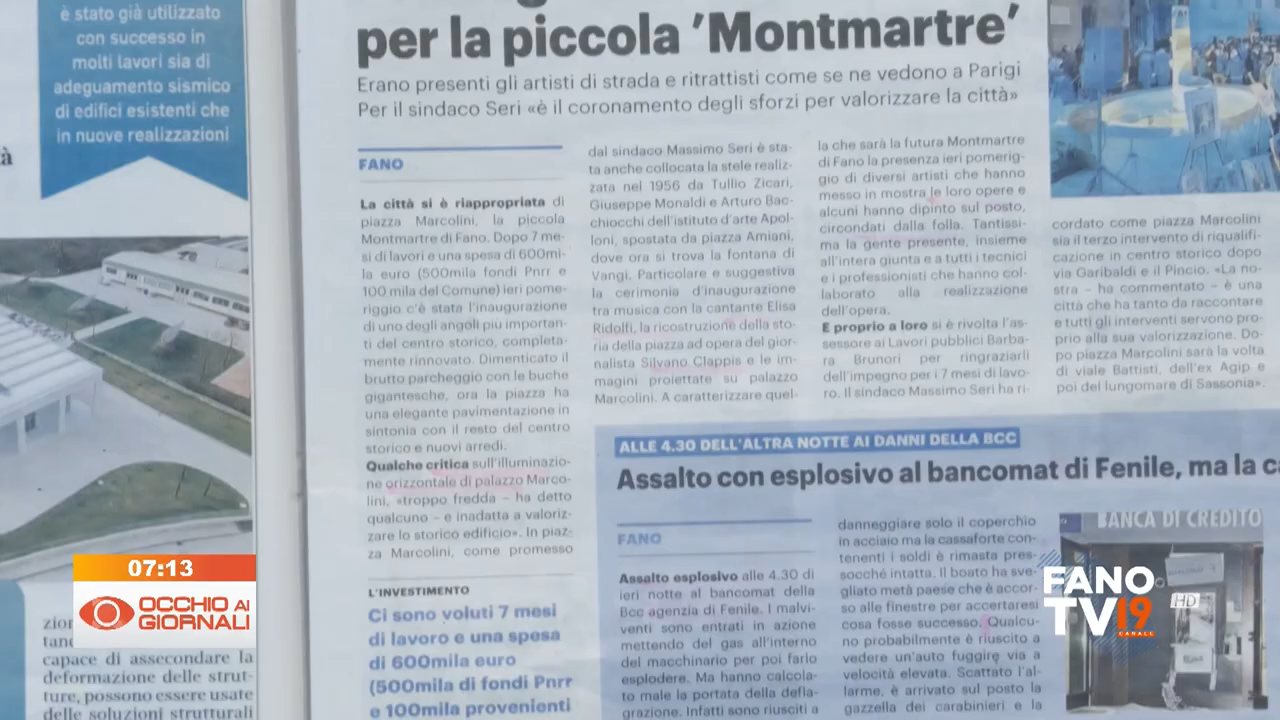 è stato già utilizzato
con successo in
molti lavori sia di
adeguamento sismico
di edifici esistenti che
in nuove realizzazioni
per la piccola 'Montmartre'
Erano presenti gli artisti di strada e ritrattisti come se ne vedono a Parigi
Per il sindaco Seri «è il coronamento degli sforzi per valorizzare la città»
FANO
La città si è riappropriata di
piazza Marcolini, la piccola
Montmartre di Fano. Dopo 7 me-
si di lavori e una spesa di 600mi-
la euro (500mila fondi Pnrr e
100 mila del Comune) ieri pome-
riggio c'è stata l'inaugurazione
di uno degli angoli più importan-
ti del centro storico, completa-
mente rinnovato. Dimenticato il
brutto parcheggio con le buche
gigantesche, ora la piazza ha
una elegante pavimentazione in
sintonia con il resto del centro
storico e nuovi arredi.
Qualche critica sull'illuminazio-
ne orizzontale di palazzo Marco-
lini, «troppo fredda – ha detto
qualcuno – e inadatta a valoriz-
zare lo storico edificio». In piaz-
za Marcolini, come promesso
dal sindaco Massimo Seri è sta-
ta anche collocata la stele realiz-
zata nel 1956 da Tullio Zicari,
Giuseppe Monaldi e Arturo Bac-
chiocchi dell'istituto d'arte Apol-
loni, spostata da piazza Amiani,
dove ora si trova la fontana di
Vangi. Particolare e suggestiva
la cerimonia d'inaugurazione
tra musica con la cantante Elisa
Ridolfi, la ricostruzione della sto-
ria della piazza ad opera del gior-
nalista Silvano Clappis e le im-
magini proiettate su palazzo
Marcolini. A caratterizzare quel-
la che sarà la futura Montmartre
di Fano la presenza ieri pomerig-
gio di diversi artisti che hanno
messo in mostra le loro opere e
alcuni hanno dipinto sul posto,
circondati dalla folla. Tantissi-
ma la gente presente, insieme
all'intera giunta e a tutti i tecnici
e i professionisti che hanno col-
laborato alla realizzazione
dell'opera.
E proprio a loro si è rivolta l'as-
sessore ai Lavori pubblici Barba-
ra Brunori per ringraziarli
dell'impegno per i 7 mesi di lavo-
ro. Il sindaco Massimo Seri ha ri-
cordato come piazza Marcolini
sia il terzo intervento di riqualifi-
cazione in centro storico dopo
via Garibaldi e il Pincio. «La no-
stra – ha commentato – è una
città che ha tanto da raccontare
e tutti gli interventi servono pro-
prio alla sua valorizzazione. Do-
po piazza Marcolini sarà la volta
di viale Battisti, dell'ex Agip e
poi del lungomare di Sassonia».
L'INVESTIMENTO
Ci sono voluti 7 mesi
di lavoro e una spesa
di 600mila euro
(500mila di fondi Pnrr
e 100mila provenienti
ALLE 4.30 DELL'ALTRA NOTTE AI DANNI DELLA BCC
Assalto con esplosivo al bancomat di Fenile, ma la ca
FANO
Assalto esplosivo alle 4.30 di
ieri notte al bancomat della
Bcc agenzia di Fenile. I malvi-
venti sono entrati in azione
mettendo del gas all'interno
del macchinario per poi farlo
esplodere. Ma hanno calcola-
to male la portata della defla-
grazione. Infatti sono riusciti a
danneggiare solo il coperchio
in acciaio ma la cassaforte con-
tenenti i soldi è rimasta pres-
socché intatta. Il boato ha sve-
gliato metà paese che è accor-
so alle finestre per accertaresi
cosa fosse successo. Qualcu-
no probabilmente è riuscito a
vedere un'auto fuggire via a
velocità elevata. Scattato l'al-
larme, è arrivato sul posto la
gazzella dei carabinieri e la
BANCA DI CREDITO
capace di assecondare la
deformazione delle strut-
ture, possono essere usate
delle soluzioni strutturali
07:13
OCCHIO AI
GIORNALI
FANO
TV19
CANALE
HD